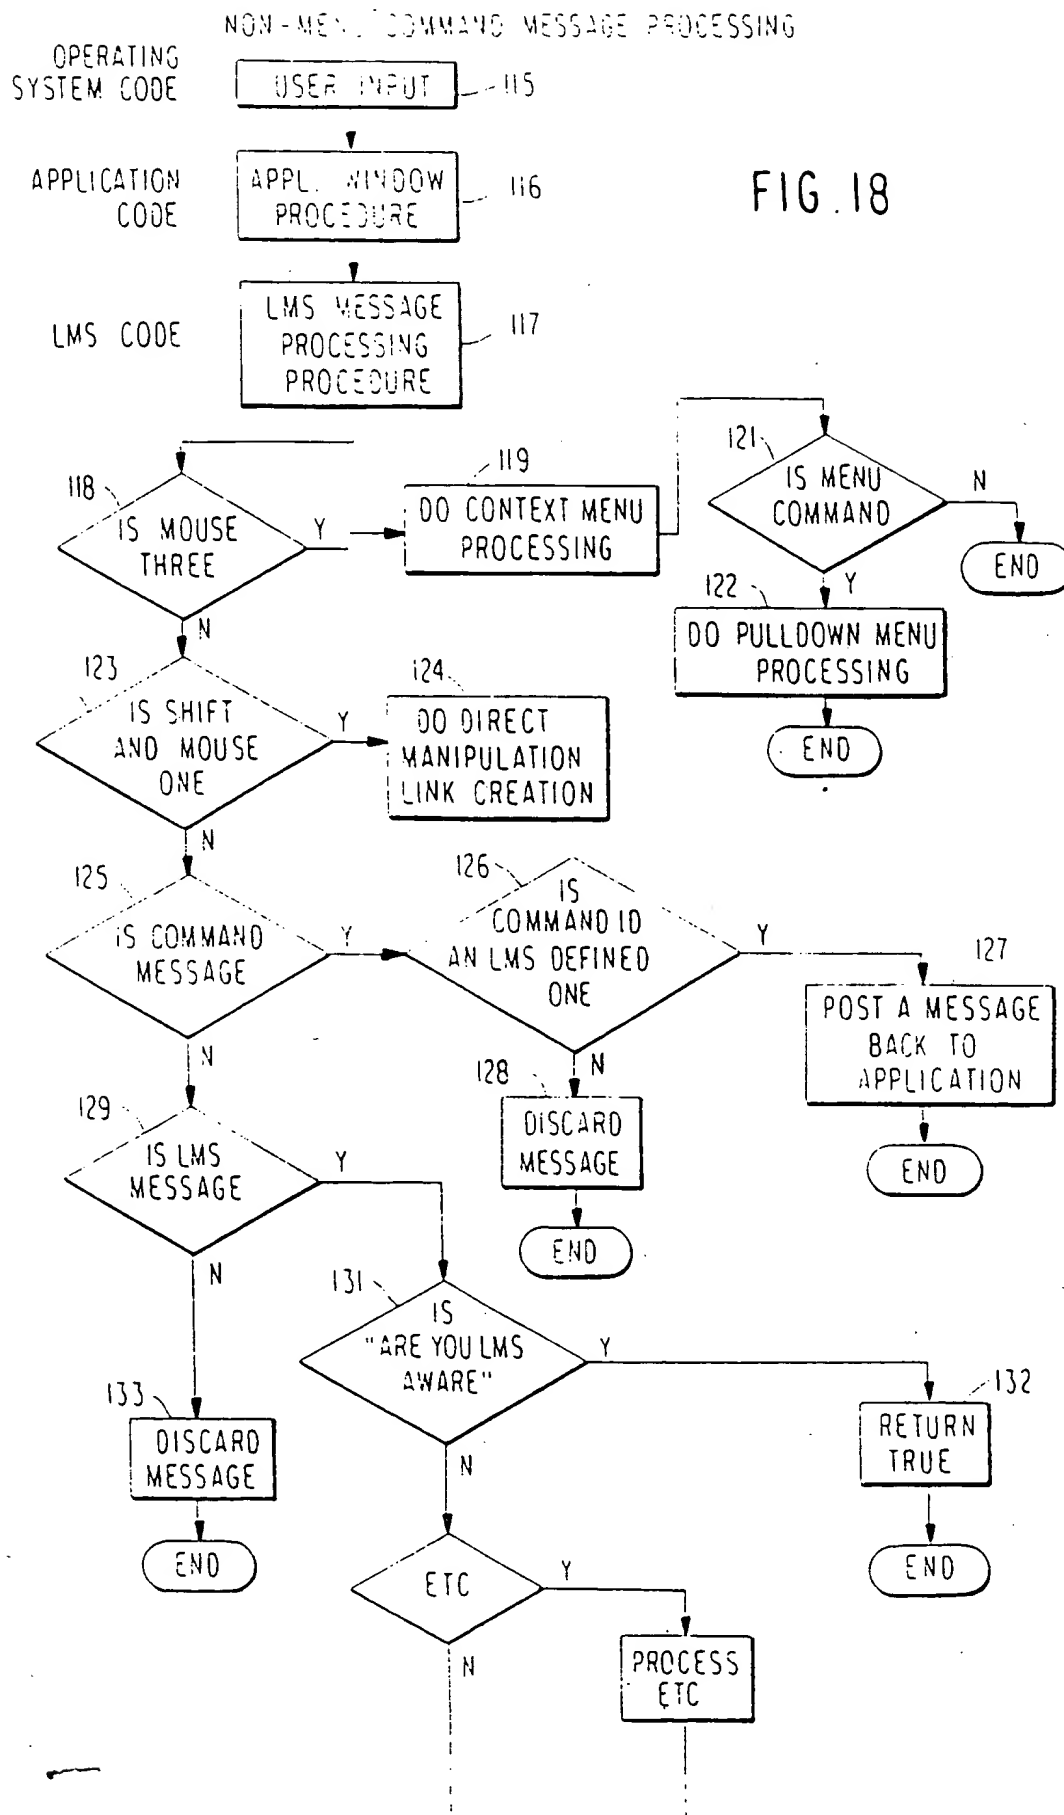 NON-MENU COMMAND MESSAGE PROCESSING
OPERATING
SYSTEM CODE
USER INPUT
115
APPLICATION
CODE
APPL. WINDOW
PROCEDURE
116
FIG. 18
LMS CODE
LMS MESSAGE
PROCESSING
PROCEDURE
117
118
IS MOUSE
THREE
Y
N
119
DO CONTEXT MENU
PROCESSING
121
IS MENU
COMMAND
N
END
Y
122
DO PULLDOWN MENU
PROCESSING
END
123
IS SHIFT
AND MOUSE
ONE
Y
N
124
DO DIRECT
MANIPULATION
LINK CREATION
125
IS COMMAND
MESSAGE
Y
N
126
IS
COMMAND ID
AN LMS DEFINED
ONE
Y
N
127
POST A MESSAGE
BACK TO
APPLICATION
END
128
DISCARD
MESSAGE
END
129
IS LMS
MESSAGE
Y
N
131
IS
"ARE YOU LMS
AWARE"
Y
N
132
RETURN
TRUE
END
133
DISCARD
MESSAGE
END
ETC
Y
N
PROCESS
ETC